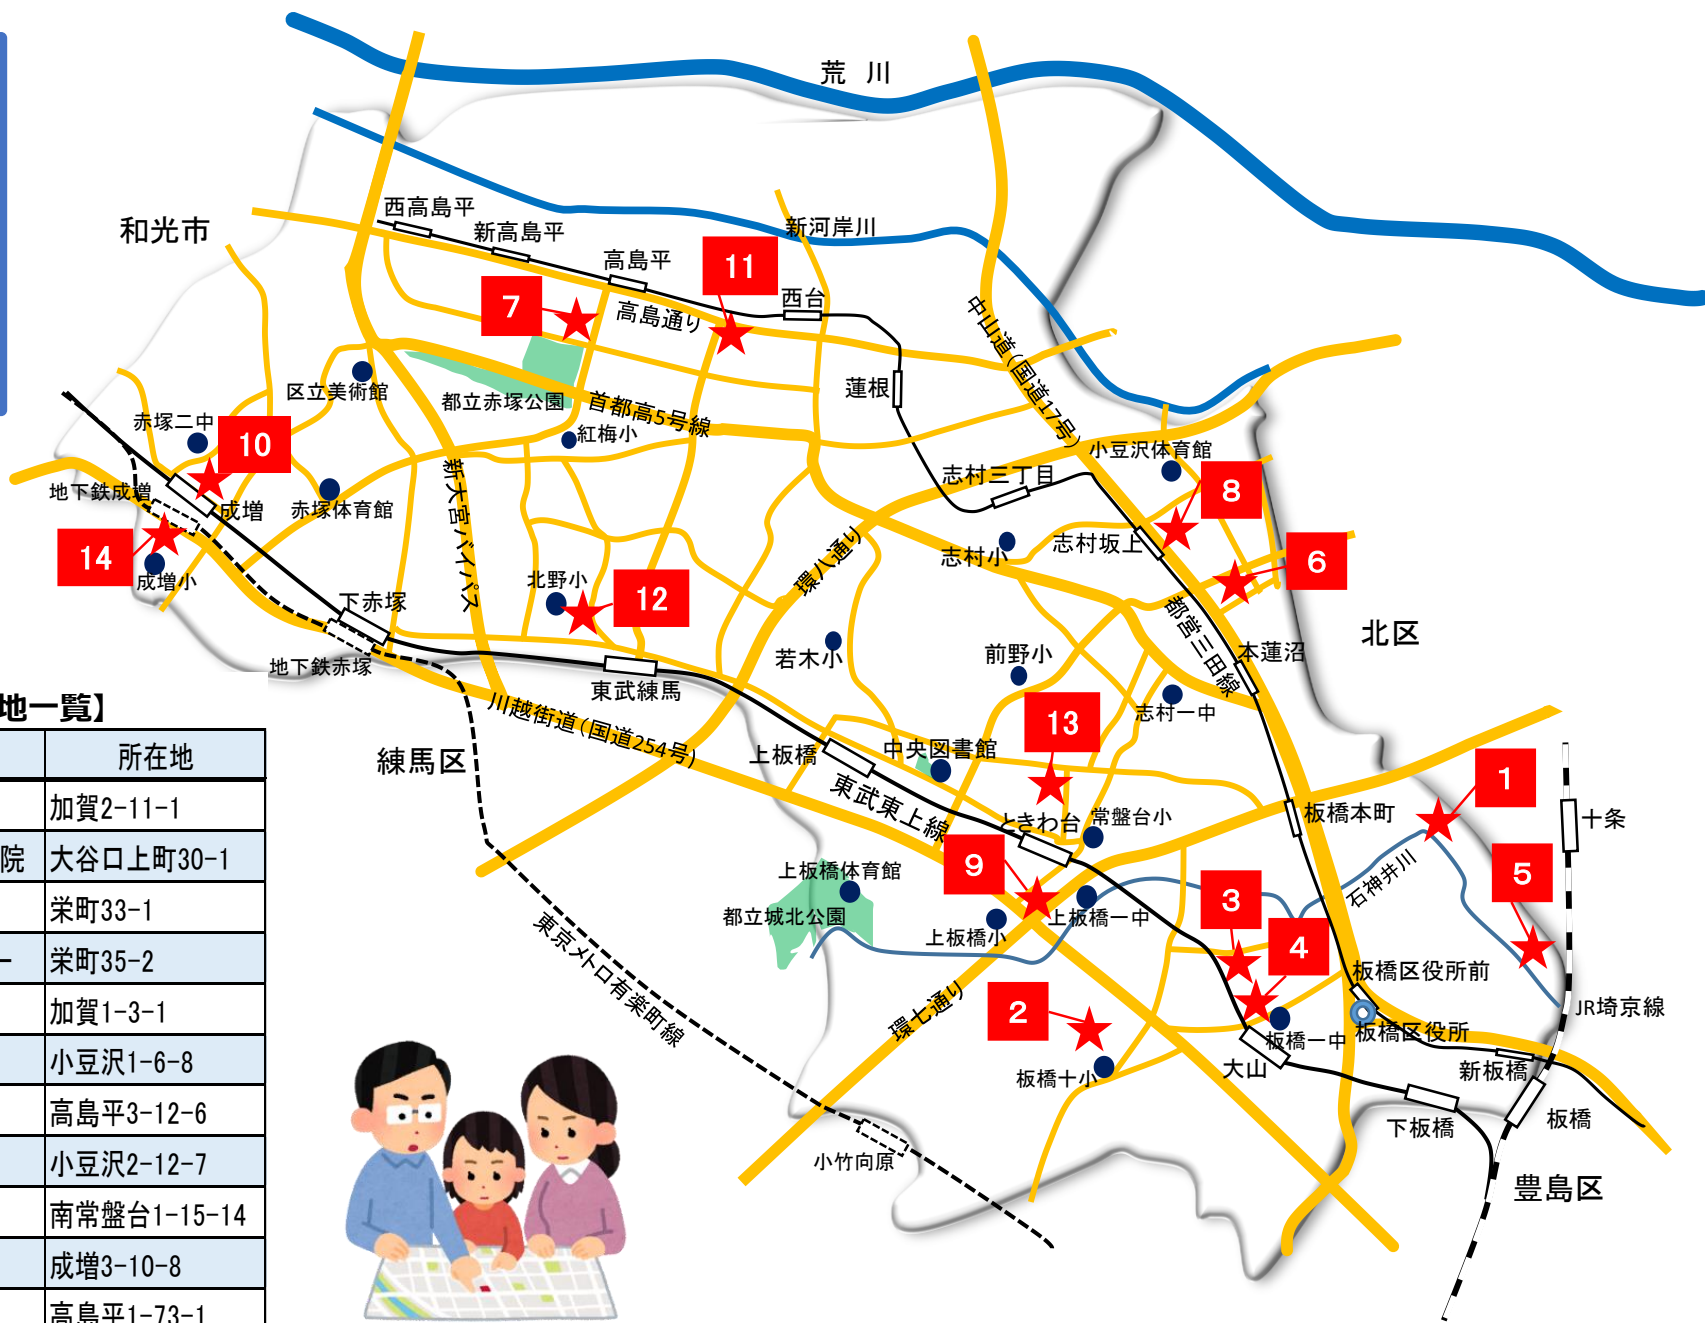 荒 川
和光市
西高島平
新高島平
高島平
新河岸川
11
7
西台
高島通り
中山道(国道17号)
蓮根
区立美術館
都立赤塚公園
首都高5号線
赤塚二中
10
紅梅小
小豆沢体育館
志村三丁目
8
地下鉄成増
成増
赤塚体育館
新大宮バイパス
14
成増小
環八通り
志村小
志村坂上
6
北野小
12
下赤塚
都営三田線
北区
地下鉄赤塚
若木小
前野小
本蓮沼
東武練馬
志村一中
川越街道(国道254号)
13
練馬区
上板橋
中央図書館
1
東武東上線
ときわ台
常盤台小
板橋本町
十条
9
上板橋体育館
石神井川
5
都立城北公園
上板橋小
上板橋一中
3
4
東京メトロ有楽町線
環七通り
2
板橋区役所前
JR埼京線
板橋一中
板橋区役所
板橋十小
大山
新板橋
下板橋
板橋
小竹向原
豊島区
地一覧】
所在地
加賀2-11-1
院 大谷口上町30-1
栄町33-1
ー 栄町35-2
加賀1-3-1
小豆沢1-6-8
高島平3-12-6
小豆沢2-12-7
南常盤台1-15-14
成増3-10-8
高島平1-73-1